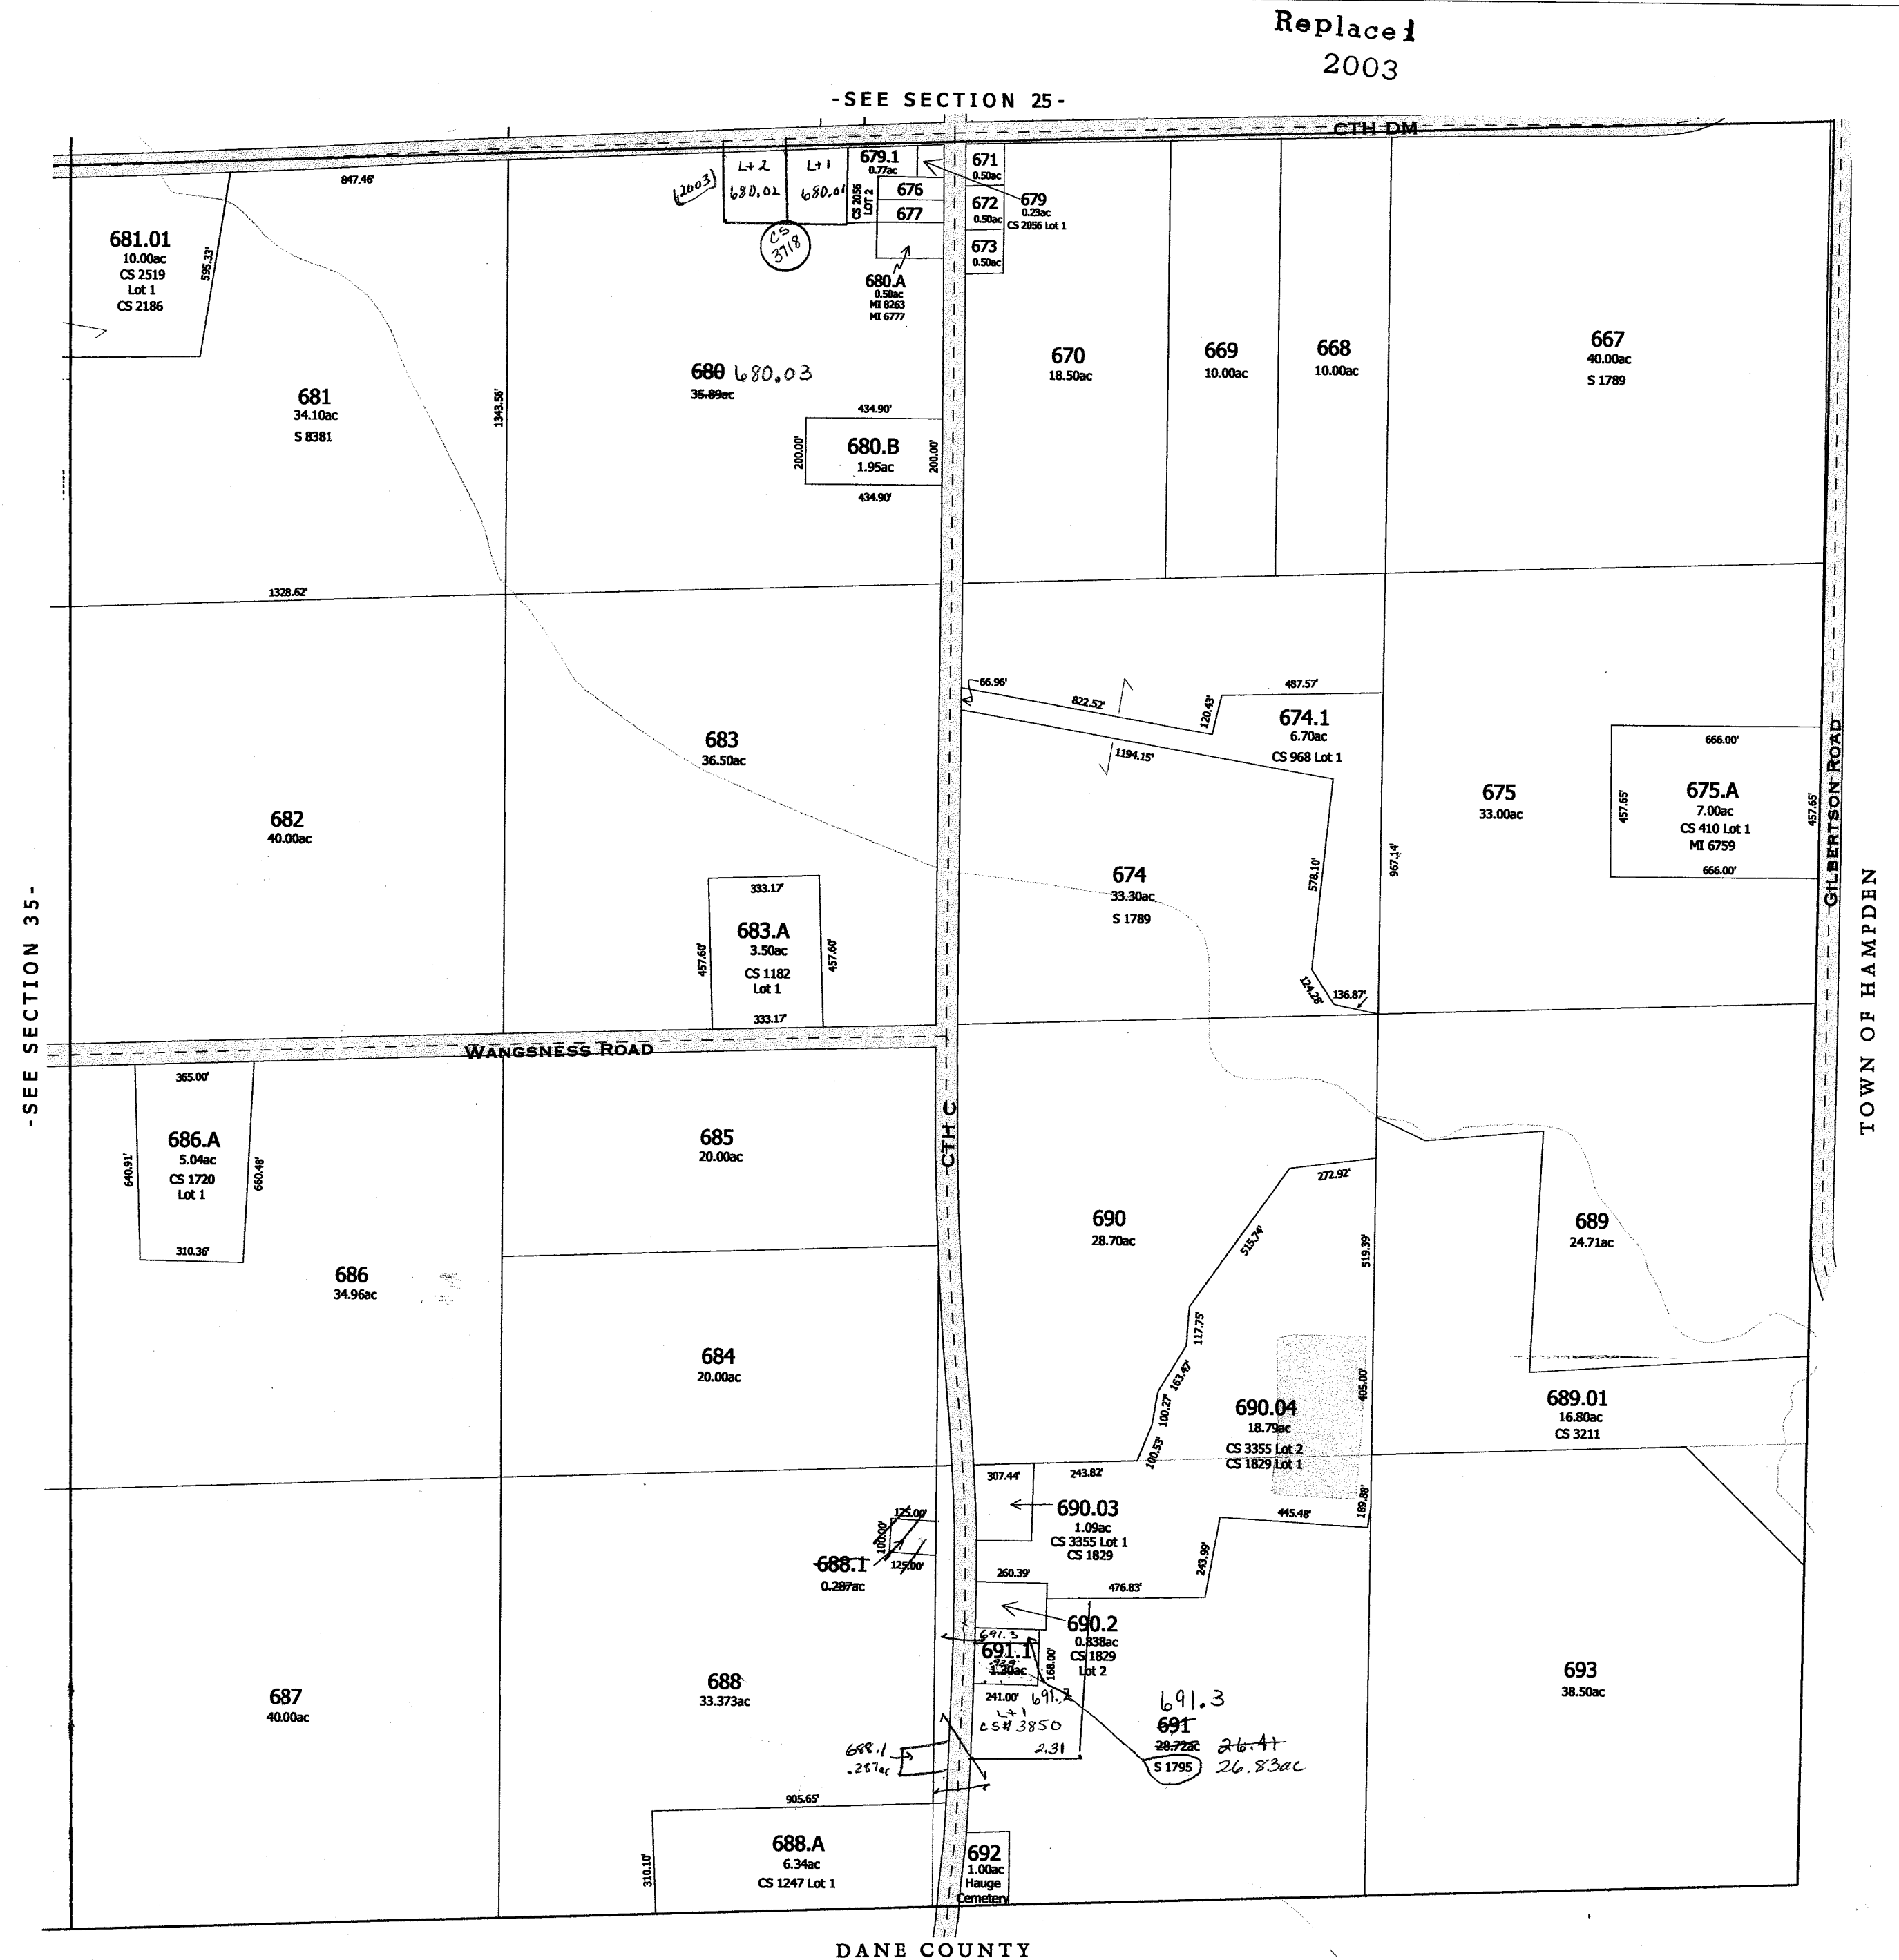 Replaced
2003
-SEE SECTION 25-
CTH DM
847.46'
(2003)
L+2
680.02
L+1
680.01
CS 3718
CS 2056
LOT 2
679.1
0.77ac
676
677
671
0.50ac
672
0.50ac
673
0.50ac
679
0.23ac
CS 2056 Lot 1
680.A
0.50ac
MI 8263
MI 6777
681.01
10.00ac
CS 2519
Lot 1
CS 2186
595.33'
681
34.10ac
S 8381
1343.56'
680 680.03
35.89ac
434.90'
200.00'
680.B
1.95ac
200.00'
434.90'
670
18.50ac
669
10.00ac
668
10.00ac
667
40.00ac
S 1789
1328.62'
66.96'
822.52'
120.43'
487.57'
674.1
6.70ac
CS 968 Lot 1
1194.15'
683
36.50ac
682
40.00ac
675
33.00ac
666.00'
457.65'
675.A
7.00ac
CS 410 Lot 1
MI 6759
457.65'
666.00'
GILBERTSON ROAD
TOWN OF HAMPDEN
-SEE SECTION 35-
674
33.30ac
S 1789
578.10'
967.14'
124.28'
136.87'
333.17'
457.60'
683.A
3.50ac
CS 1182
Lot 1
457.60'
333.17'
WANGSNESS ROAD
CTH C
365.00'
640.91'
686.A
5.04ac
CS 1720
Lot 1
660.48'
310.36'
686
34.96ac
685
20.00ac
684
20.00ac
690
28.70ac
272.92'
515.74'
519.39'
117.75'
163.47'
100.27'
100.53'
405.00'
689
24.71ac
690.04
18.79ac
CS 3355 Lot 2
CS 1829 Lot 1
689.01
16.80ac
CS 3211
307.44'
243.82'
690.03
1.09ac
CS 3355 Lot 1
CS 1829
445.48'
189.88'
243.99'
125.00'
100.00'
125.00'
688.1
0.287ac
260.39'
476.83'
690.2
0.838ac
CS 1829
Lot 2
691.3
691.1
.929
1.30ac
168.00'
241.00'
691.2
L+1
CS# 3850
2.31
691.3
691
28.72ac 26.41
S 1795 26.83ac
693
38.50ac
687
40.00ac
688
33.373ac
688.1
.287ac
905.65'
310.10'
688.A
6.34ac
CS 1247 Lot 1
692
1.00ac
Hauge
Cemetery
DANE COUNTY